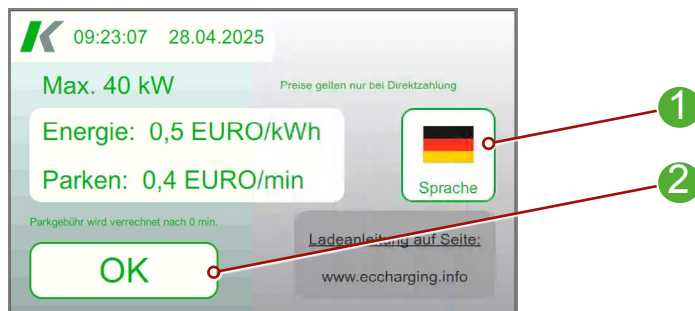 09:23:07 28.04.2025
Max. 40 kW
Preise gelten nur bei Direktzahlung
Energie: 0,5 EURO/kWh
Parken: 0,4 EURO/min
Sprache
Parkgebühr wird verrechnet nach 0 min.
OK
Ladeanleitung auf Seite:
www.eccharging.info
1
2